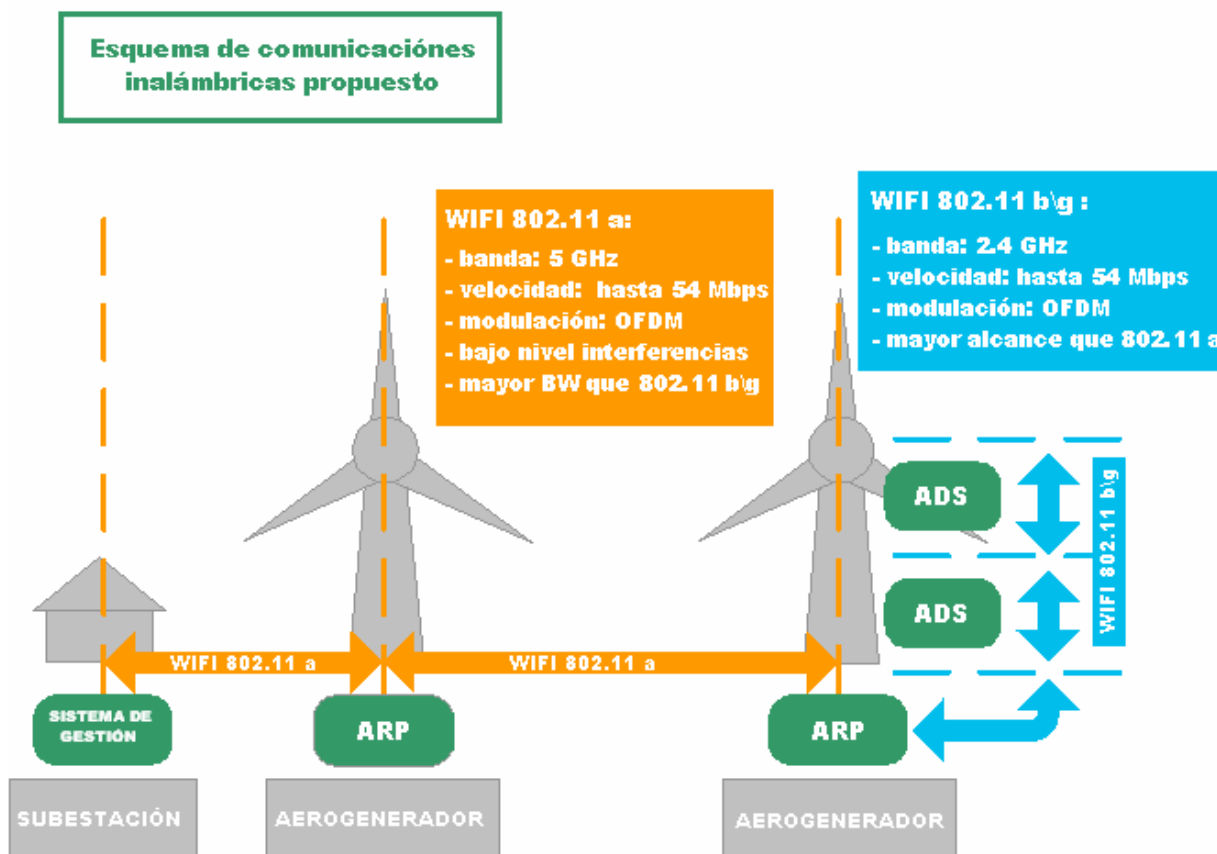 Esquema de comunicaciónes
inalámbricas propuesto
WIFI 802.11 a:
- banda: 5 GHz
- velocidad: hasta 54 Mbps
- modulación: OFDM
- bajo nivel interferencias
- mayor BW que 802.11 b\g
WIFI 802.11 b\g :
- banda: 2.4 GHz
- velocidad: hasta 54 Mbps
- modulación: OFDM
- mayor alcance que 802.11 a
ADS
ADS
WIFI 802.11 b\g
WIFI 802.11 a
WIFI 802.11 a
SISTEMA DE
GESTIÓN
ARP
ARP
SUBESTACIÓN
AEROGENERADOR
AEROGENERADOR